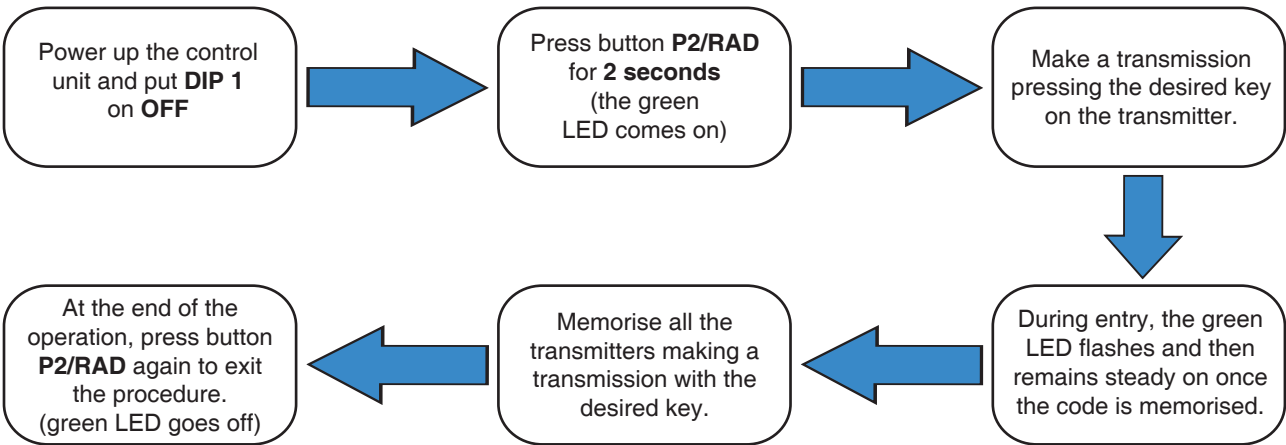 Power up the control
unit and put DIP 1
on OFF
Press button P2/RAD
for 2 seconds
(the green
LED comes on)
Make a transmission
pressing the desired key
on the transmitter.
During entry, the green
LED flashes and then
remains steady on once
the code is memorised.
Memorise all the
transmitters making a
transmission with the
desired key.
At the end of the
operation, press button
P2/RAD again to exit
the procedure.
(green LED goes off)